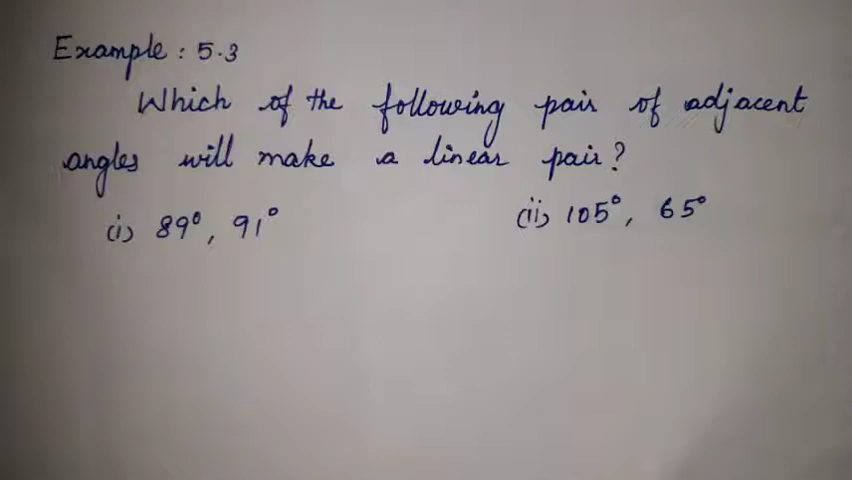 Example : 5.3
Which of the following pair of adjacent
angles will make a linear pair?
(i) 89°, 91° (ii) 105°, 65°